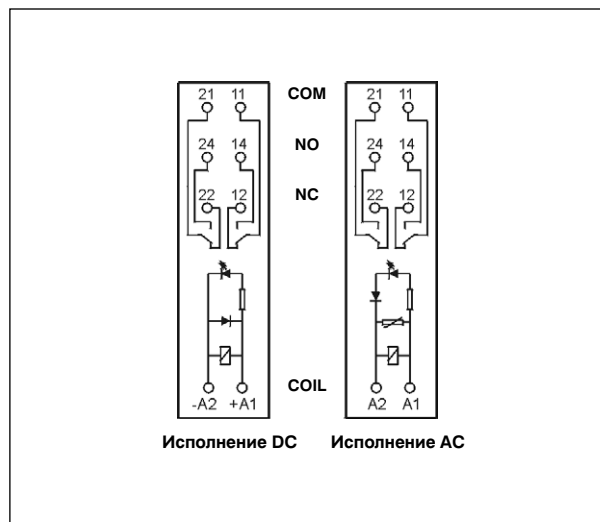 21 11 COM 21 11
24 14 NO 24 14
22 12 NC 22 12
COIL
-A2 +A1 A2 A1
Исполнение DC Исполнение AC